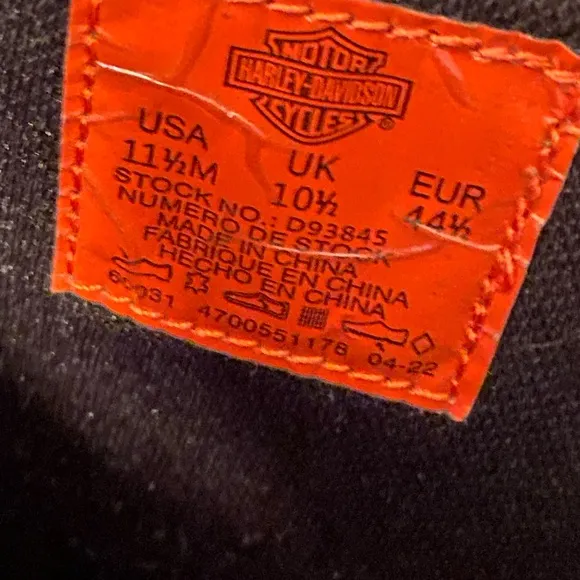 MOTOR
HARLEY-DAVIDSON
CYCLES®
USA UK EUR
11½M 10½ 44½
STOCK NO.: D93845
NUMERO DE STOCK
MADE IN CHINA
FABRIQUE EN CHINA
HECHO EN CHINA
4700551178 04-22